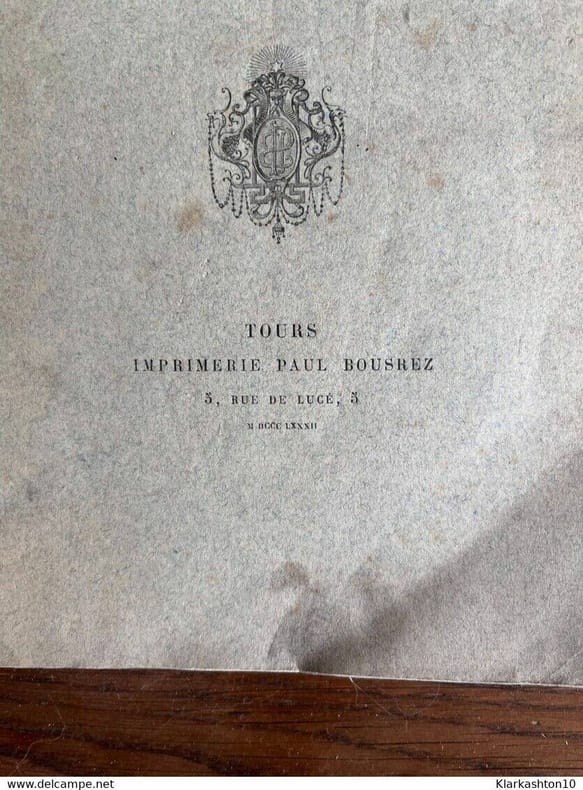 TOURS
IMPRIMERIE PAUL BOUSREZ
5, RUE DE LUCÉ, 5
M DCCC LXXXII
www.delcampe.net
Klarkashton10